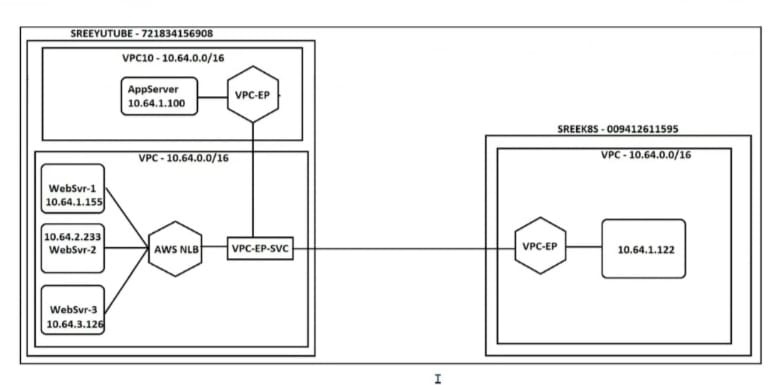 SREEYUTUBE - 721834156908
VPC10 - 10.64.0.0/16
AppServer
10.64.1.100
VPC-EP
VPC - 10.64.0.0/16
WebSvr-1
10.64.1.155
10.64.2.233
WebSvr-2
WebSvr-3
10.64.3.126
AWS NLB
VPC-EP-SVC
SREEK8S - 009412611595
VPC - 10.64.0.0/16
VPC-EP
10.64.1.122